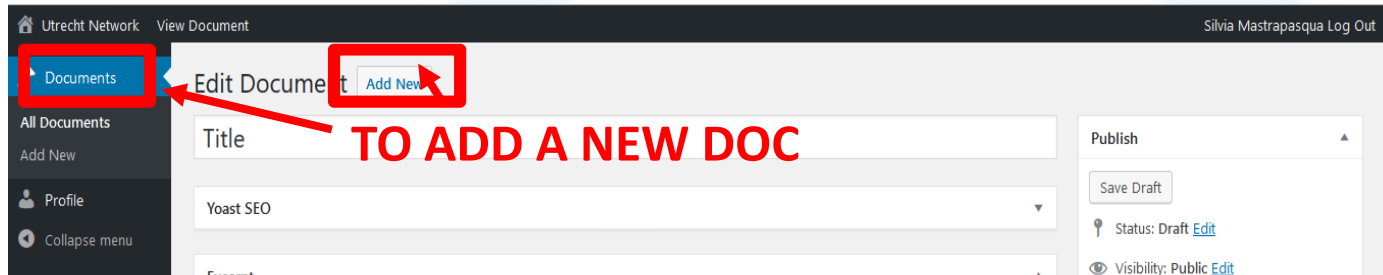 Utrecht Network View Document Silvia Mastrapasqua Log Out
Documents
Edit Document Add New
All Documents
Add New
Title
TO ADD A NEW DOC
Publish
Save Draft
Profile
Yoast SEO
Status: Draft Edit
Collapse menu
Visibility: Public Edit